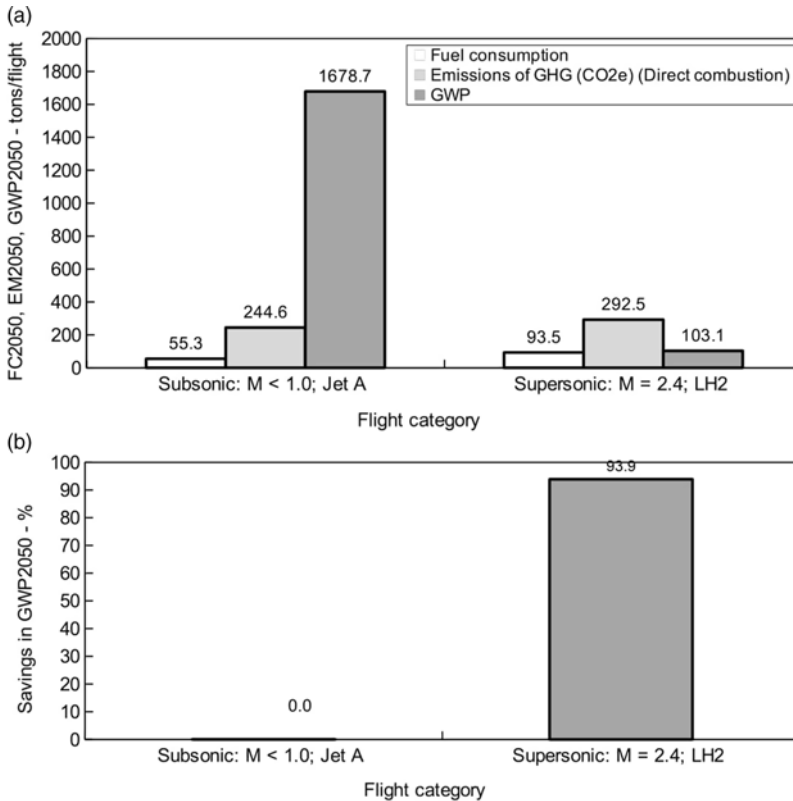 (a)
FC2050, EM2050, GWP2050 - tons/flight
2000
1800
1600
1400
1200
1000
800
600
400
200
0
Fuel consumption
Emissions of GHG (CO2e) (Direct combustion)
GWP
55.3
244.6
1678.7
93.5
292.5
103.1
Subsonic: M < 1.0; Jet A
Supersonic: M = 2.4; LH2
Flight category
(b)
Savings in GWP2050 - %
100
90
80
70
60
50
40
30
20
10
0
0.0
93.9
Subsonic: M < 1.0; Jet A
Supersonic: M = 2.4; LH2
Flight category